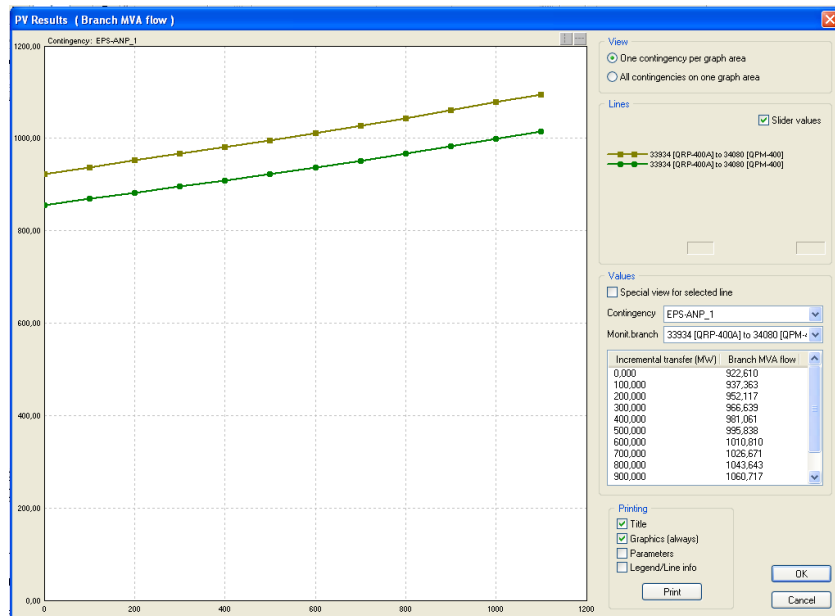 PV Results ( Branch MVA flow )
Contingency: EPS-ANP_1
1200,00
1000,00
800,00
600,00
400,00
200,00
0,00
0,00
200
400
600
800
1000
1200
View
One contingency per graph area
All contingencies on one graph area
Lines
Slider values
33934 [QRP-400A] to 34080 [QPM-400]
33934 [QRP-400A] to 34080 [QPM-400]
Values
Special view for selected line
Contingency EPS-ANP_1
Monit.branch 33934 [QRP-400A] to 34080 [QPM-
Incremental transfer (MW) Branch MVA flow
0,000 922,610
100,000 937,363
200,000 952,117
300,000 966,639
400,000 981,061
500,000 995,838
600,000 1010,810
700,000 1026,671
800,000 1043,643
900,000 1060,717
Printing
Title
Graphics (always)
Parameters
Legend/Line info
Print
OK
Cancel